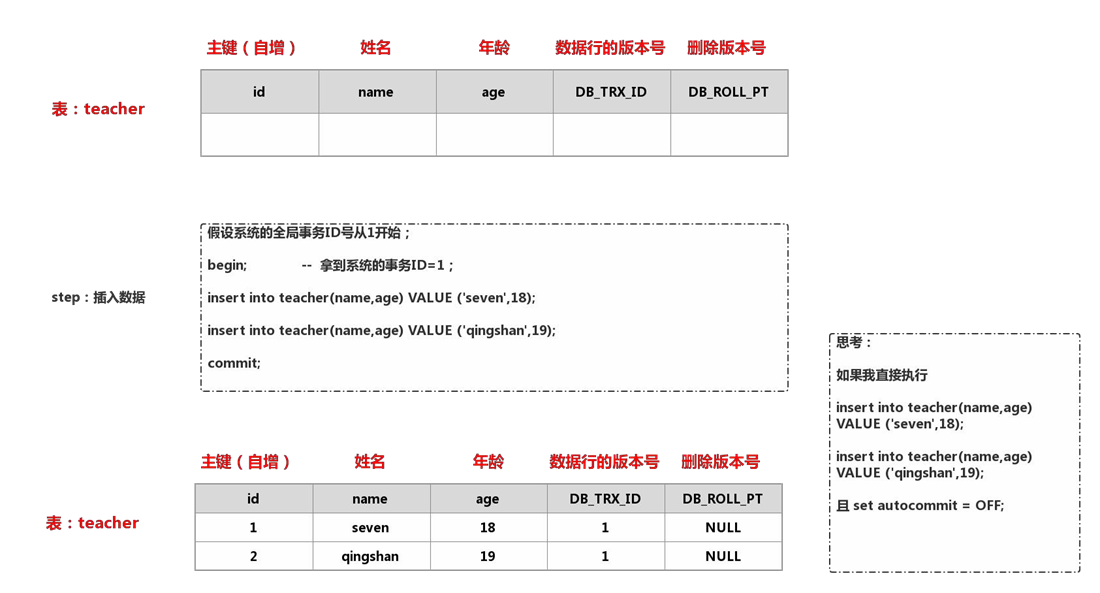 主键（自增） 姓名 年龄 数据行的版本号 删除版本号
id name age DB_TRX_ID DB_ROLL_PT
表：teacher
假设系统的全局事务ID号从1开始；
begin; -- 拿到系统的事务ID=1；
step：插入数据
insert into teacher(name,age) VALUE ('seven',18);
insert into teacher(name,age) VALUE ('qingshan',19);
commit;
思考：
如果我直接执行
insert into teacher(name,age)
VALUE ('seven',18);
insert into teacher(name,age)
VALUE ('qingshan',19);
且 set autocommit = OFF;
主键（自增） 姓名 年龄 数据行的版本号 删除版本号
id name age DB_TRX_ID DB_ROLL_PT
表：teacher
1 seven 18 1 NULL
2 qingshan 19 1 NULL